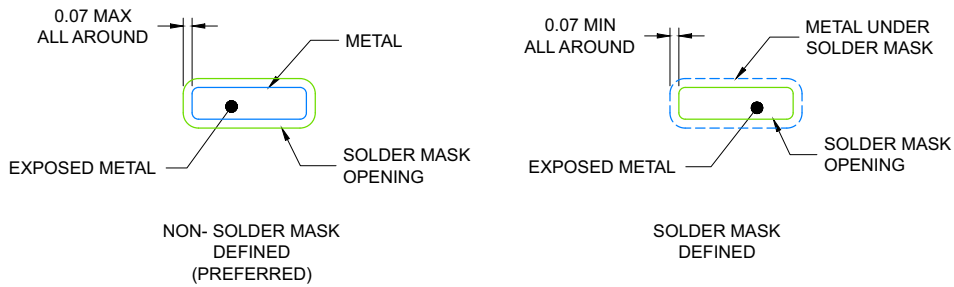 0.07 MAX
ALL AROUND
METAL
EXPOSED METAL
SOLDER MASK
OPENING
NON- SOLDER MASK
DEFINED
(PREFERRED)
0.07 MIN
ALL AROUND
METAL UNDER
SOLDER MASK
EXPOSED METAL
SOLDER MASK
OPENING
SOLDER MASK
DEFINED